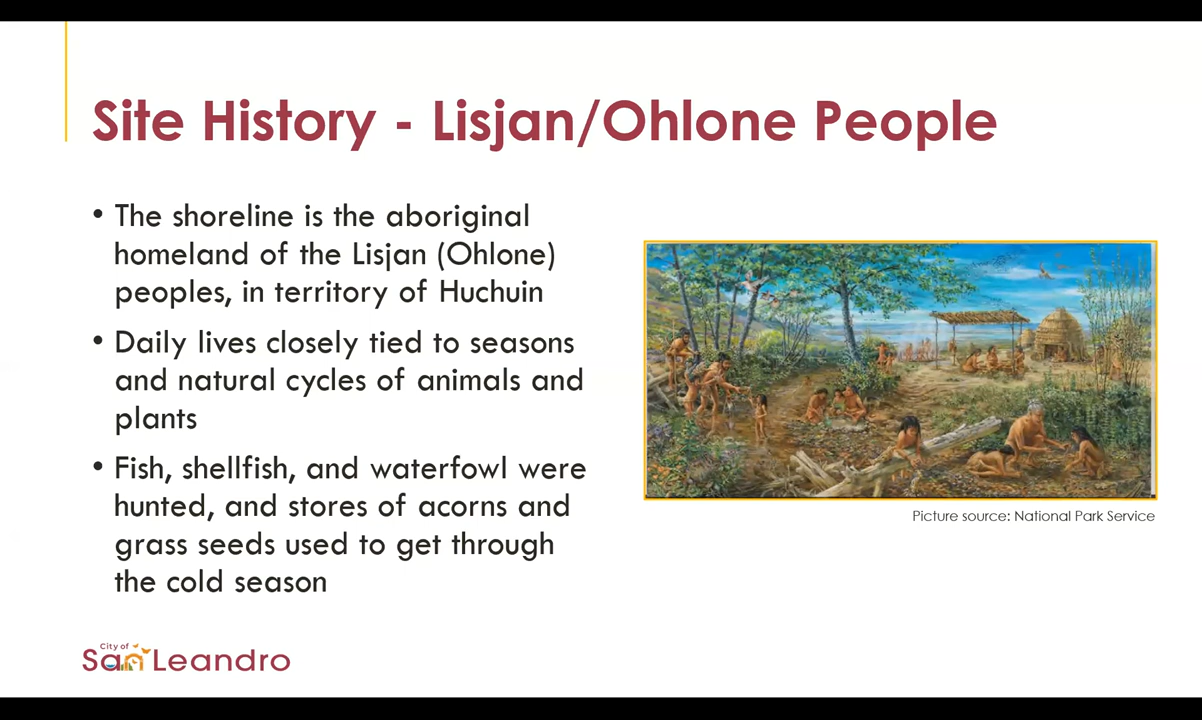 Site History - Lisjan/Ohlone People
• The shoreline is the aboriginal
homeland of the Lisjan (Ohlone)
peoples, in territory of Huchuin
• Daily lives closely tied to seasons
and natural cycles of animals and
plants
• Fish, shellfish, and waterfowl were
hunted, and stores of acorns and
grass seeds used to get through
the cold season
Picture source: National Park Service
City of
San Leandro